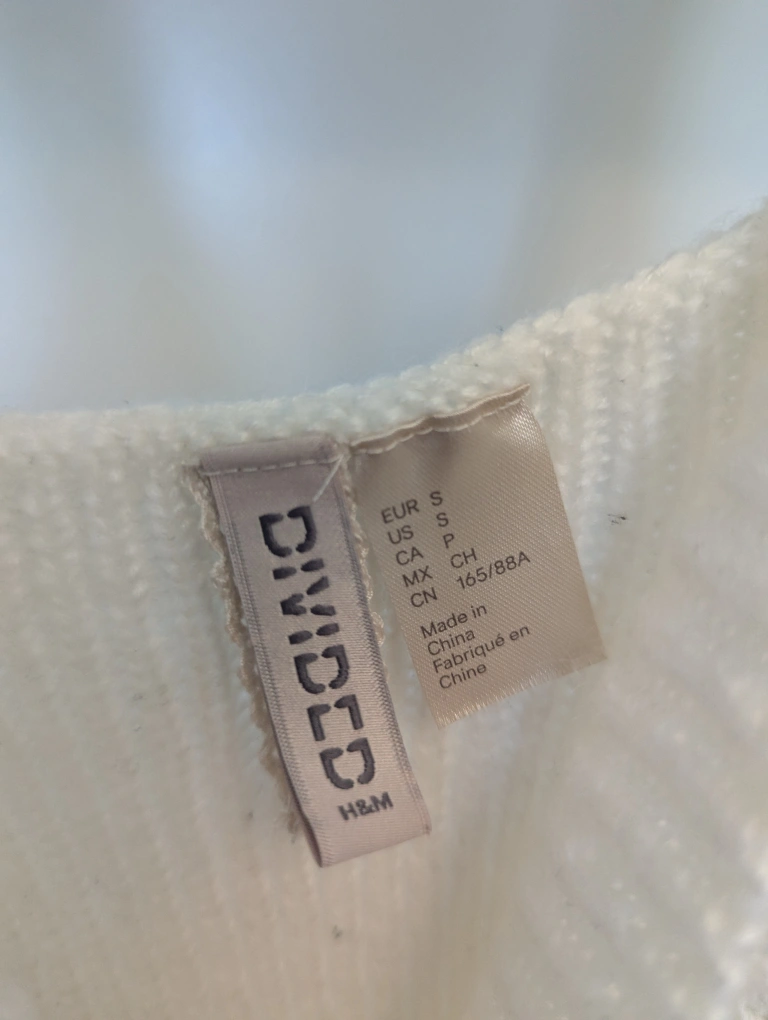 DIVIDED
H&M
EUR S
US S
CA P
MX CH
CN 165/88A
Made in
China
Fabriqué en
Chine